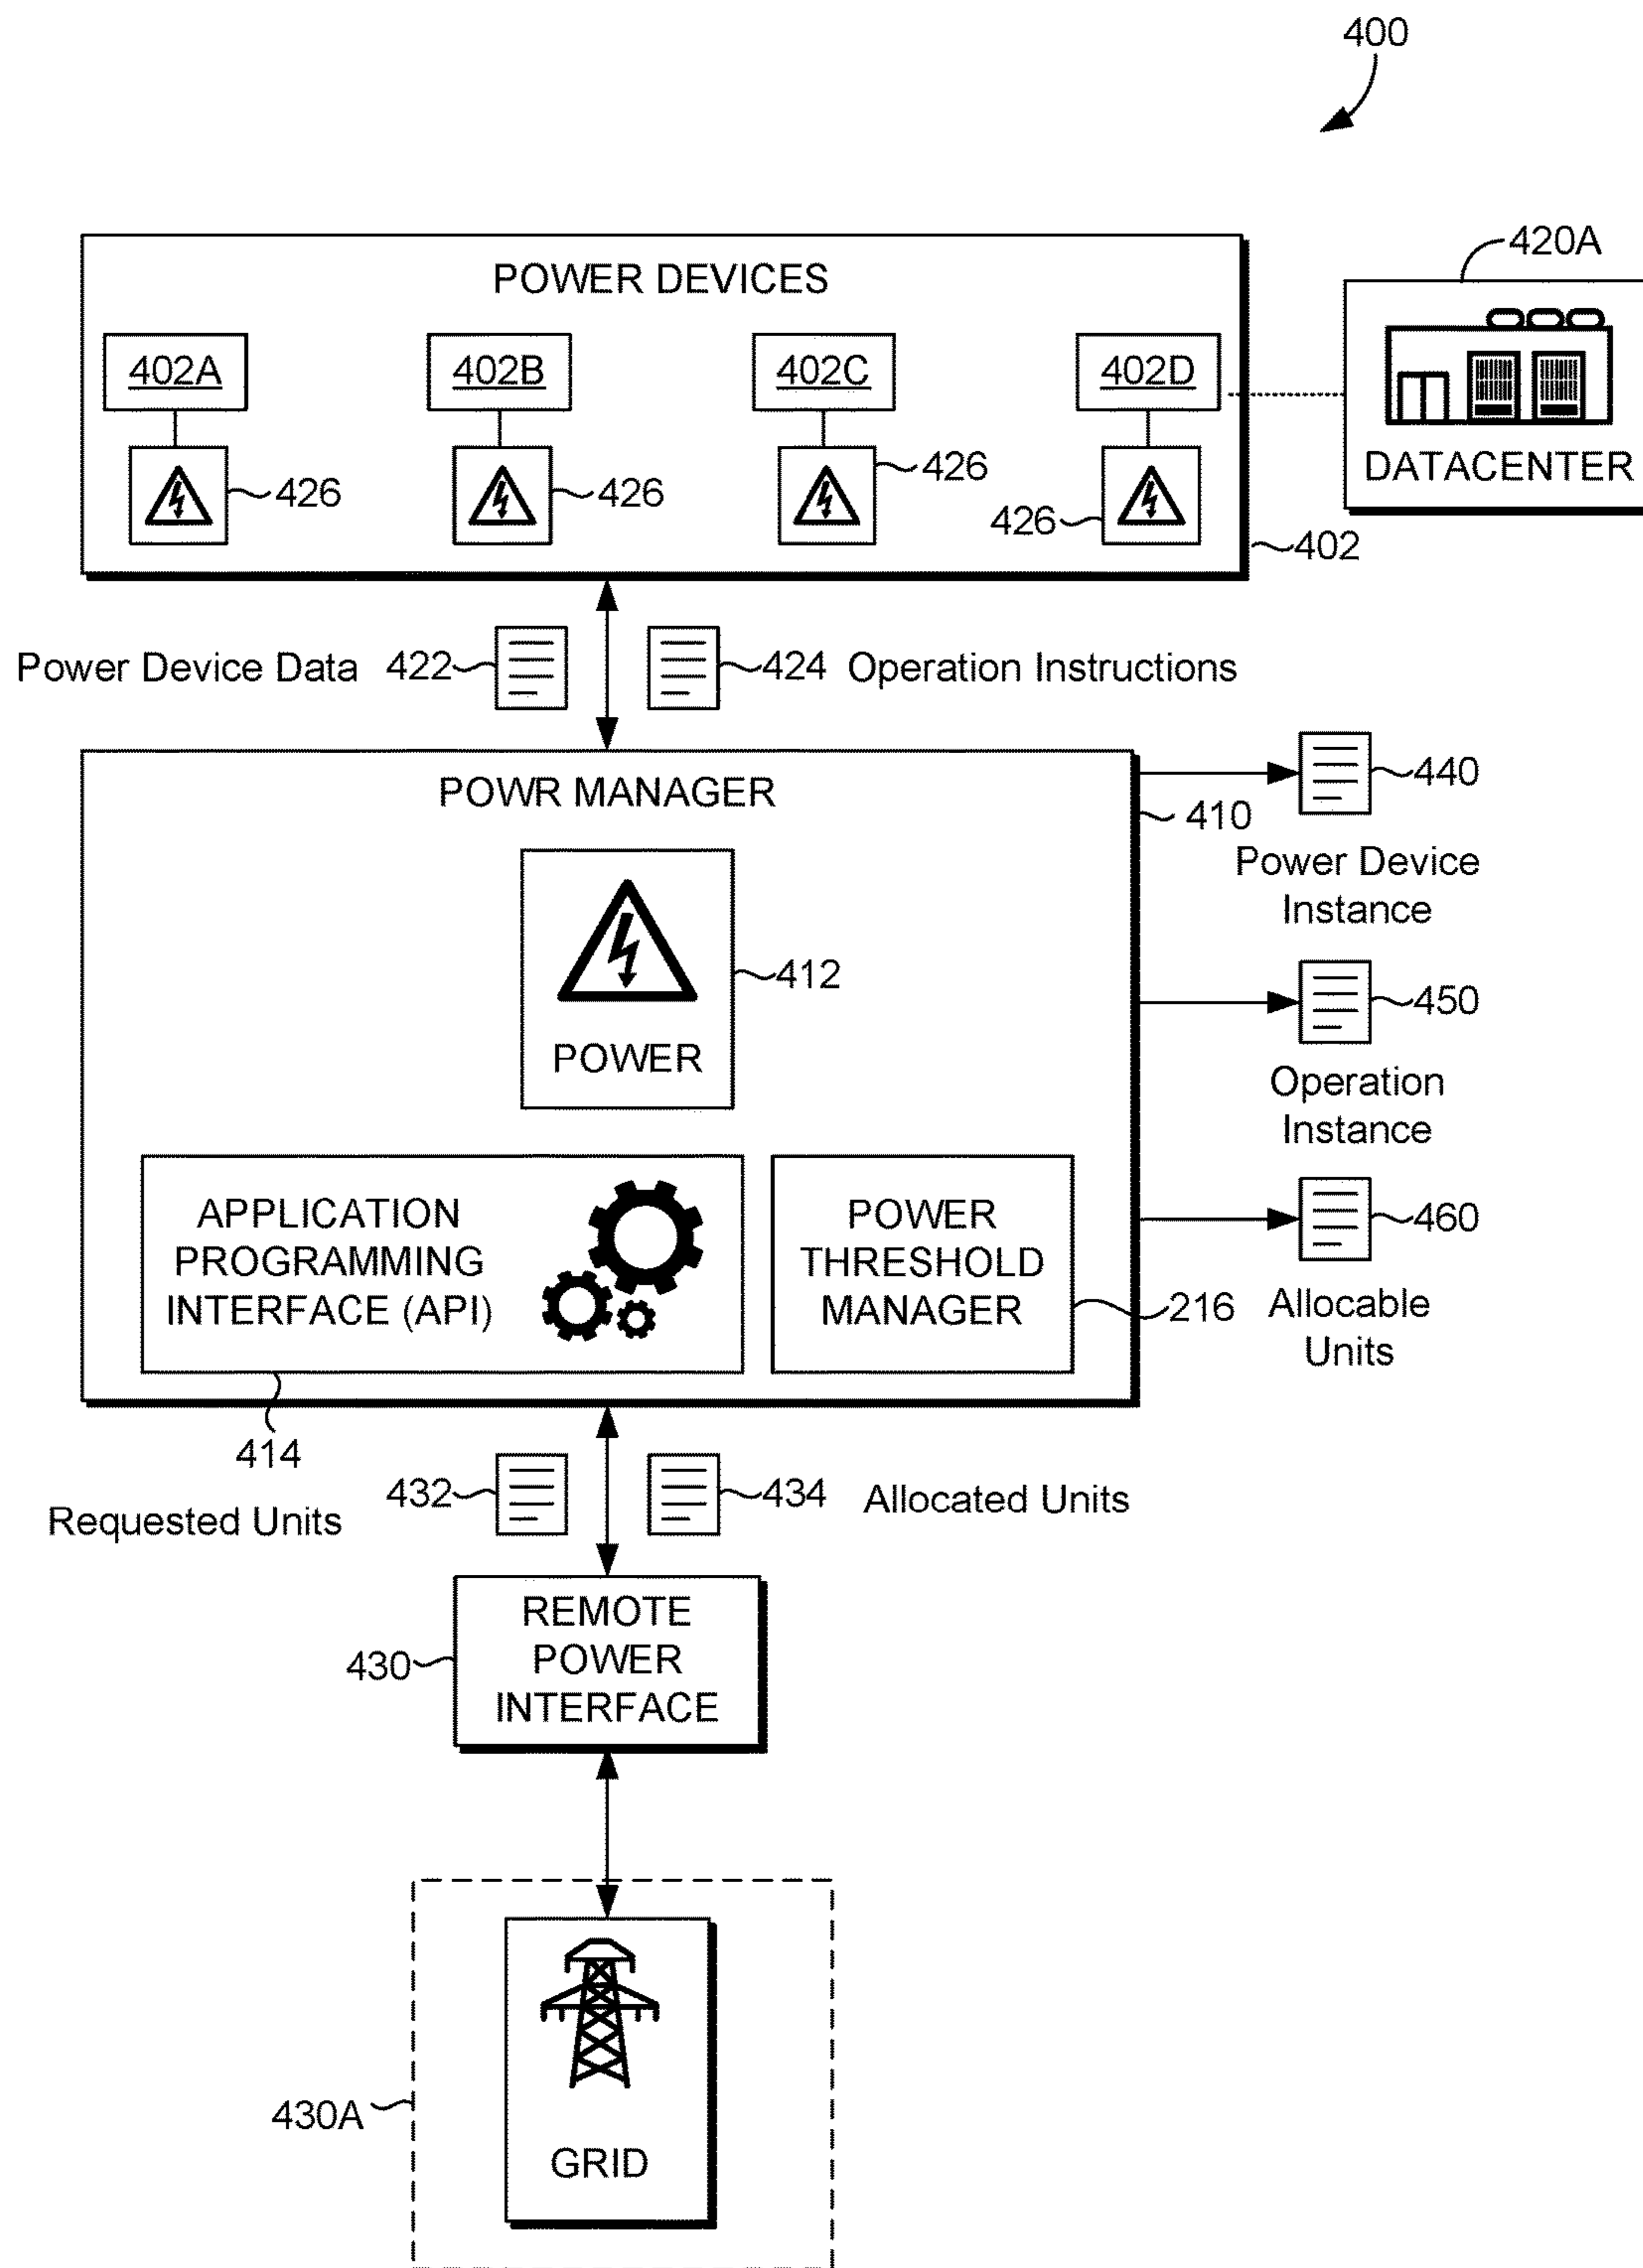 400
420A
POWER DEVICES
402A 402B 402C 402D
426 426 426 426
DATACENTER
402
Power Device Data 422 424 Operation Instructions
POWR MANAGER
440
410
Power Device
Instance
412
POWER
450
Operation
Instance
APPLICATION
PROGRAMMING
INTERFACE (API)
POWER
THRESHOLD
MANAGER
216
460
Allocable
Units
414
Requested Units
432 434 Allocated Units
REMOTE
POWER
INTERFACE
430
430A
GRID